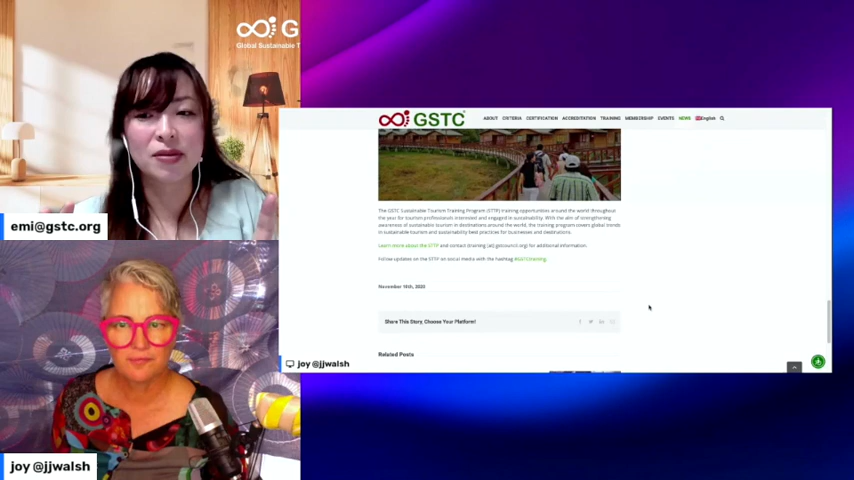 G
Global Sustainable T
emi@gstc.org
joy @jjwalsh
GSTC
ABOUT CRITERIA CERTIFICATION ACCREDITATION TRAINING MEMBERSHIP EVENTS NEWS English
The GSTC Sustainable Tourism Training Program (STTP) training opportunities around the world throughout
the year for tourism professionals interested and engaged in sustainability. With the aim of strengthening
awareness of sustainable tourism in destinations around the world, the training program covers global trends
in sustainable tourism and sustainability best practices for businesses and destinations.
Learn more about the STTP and contact (training [at] gstcouncil.org) for additional information.
Follow updates on the STTP on social media with the hashtag #GSTCtraining.
November 16th, 2020
Share This Story, Choose Your Platform!
joy @jjwalsh
Related Posts